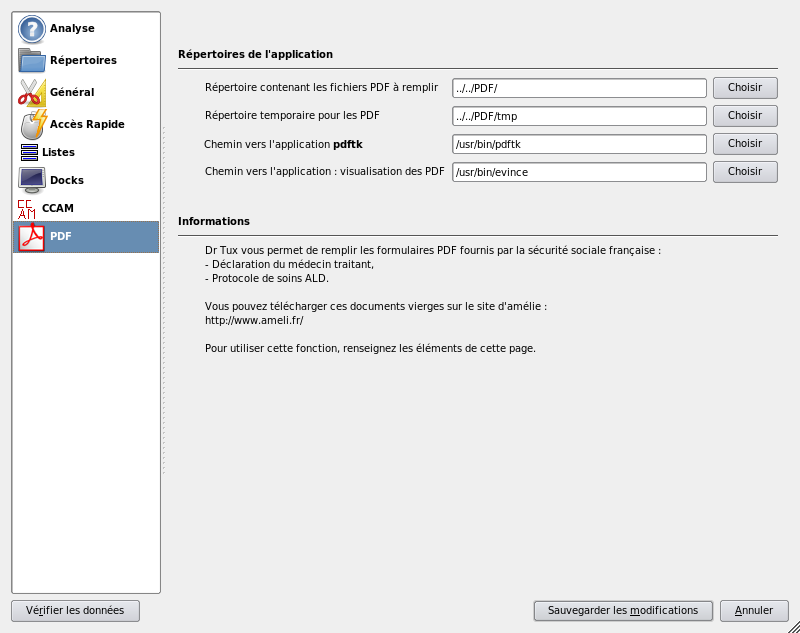 Analyse
Répertoires
Général
Accès Rapide
Listes
Docks
CCAM
PDF
Répertoires de l'application
Répertoire contenant les fichiers PDF à remplir ../../PDF/ Choisir
Répertoire temporaire pour les PDF ../../PDF/tmp Choisir
Chemin vers l'application pdftk /usr/bin/pdftk Choisir
Chemin vers l'application : visualisation des PDF /usr/bin/evince Choisir
Informations
Dr Tux vous permet de remplir les formulaires PDF fournis par la sécurité sociale française :
- Déclaration du médecin traitant,
- Protocole de soins ALD.
Vous pouvez télécharger ces documents vierges sur le site d'amélie :
http://www.ameli.fr/
Pour utiliser cette fonction, renseignez les éléments de cette page.
Vérifier les données Sauvegarder les modifications Annuler